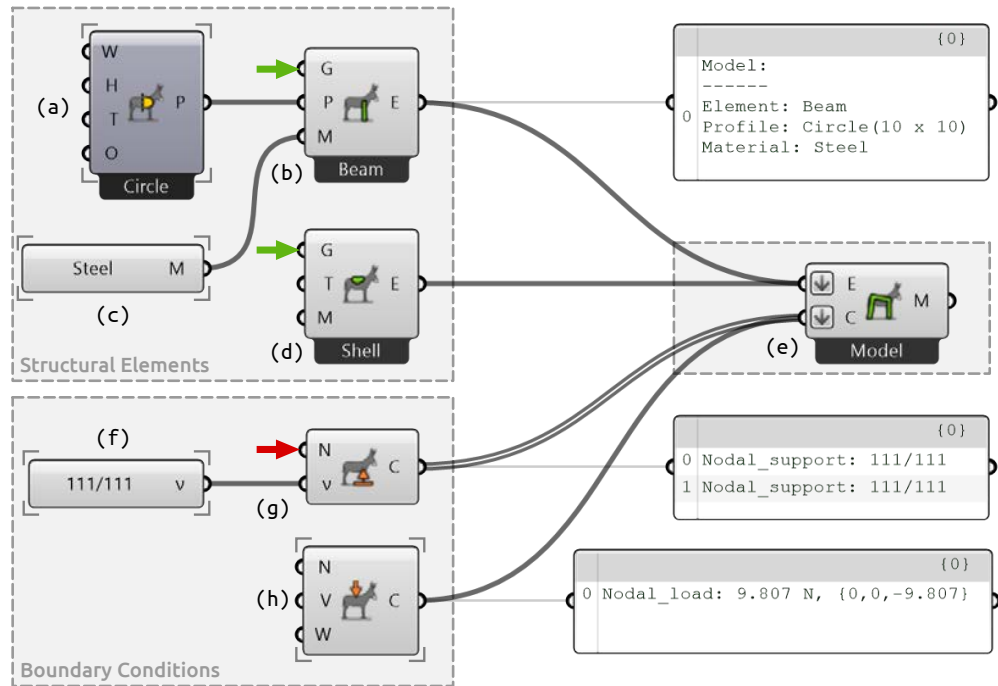 W
H
T
O
P
Circle
(a)
G
P
M
E
Beam
(b)
Steel M
(c)
G
T
M
E
Shell
(d)
Structural Elements
{0}
0
Model:
------
Element: Beam
Profile: Circle(10 x 10)
Material: Steel
E
C
M
Model
(e)
(f)
111/111 ν
N
ν
C
(g)
{0}
0 Nodal_support: 111/111
1 Nodal_support: 111/111
N
V
W
C
(h)
{0}
0 Nodal_load: 9.807 N, {0,0,-9.807}
Boundary Conditions